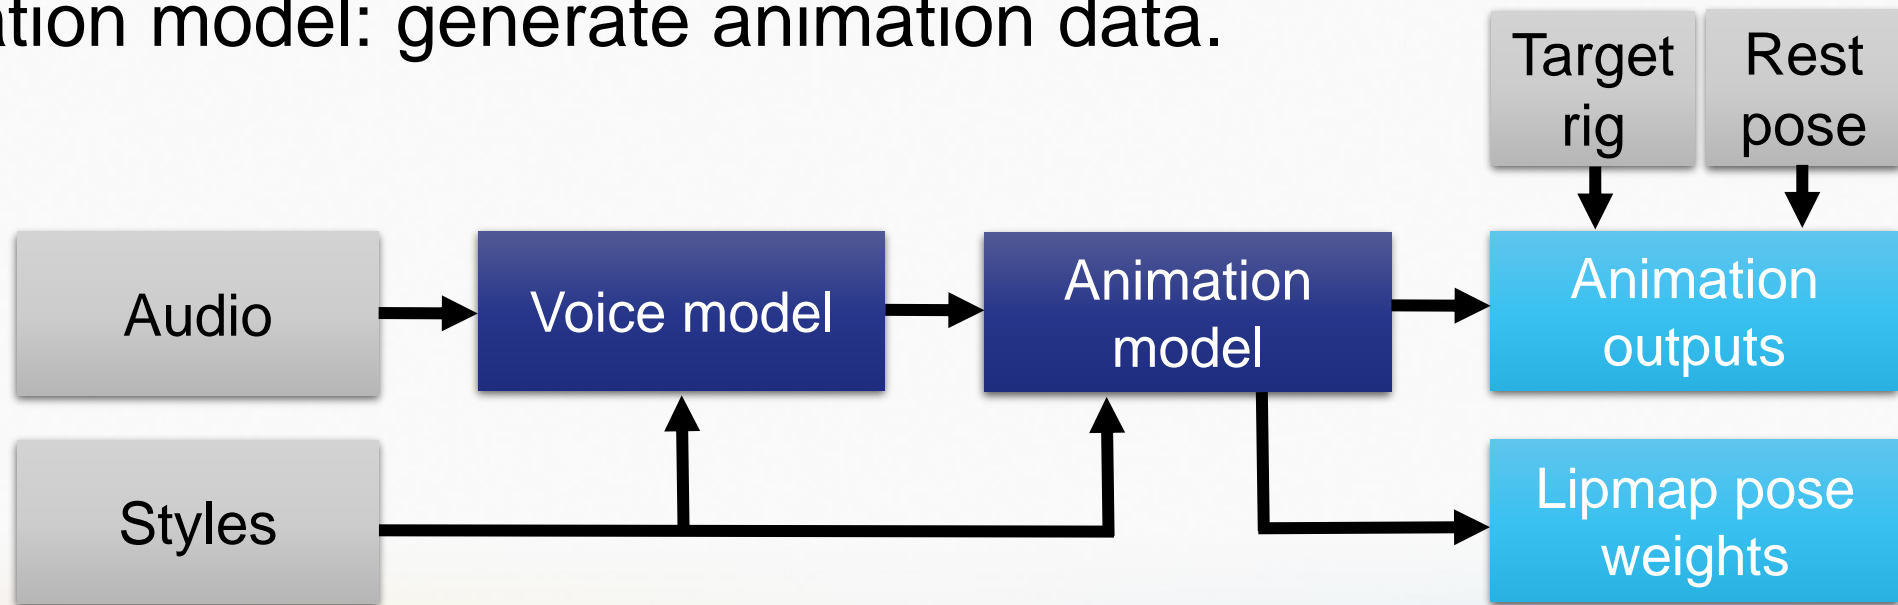 model: generate animation data.
Target
rig
Rest
pose
Audio
Voice model
Animation
model
Animation
outputs
Styles
Lipmap pose
weights